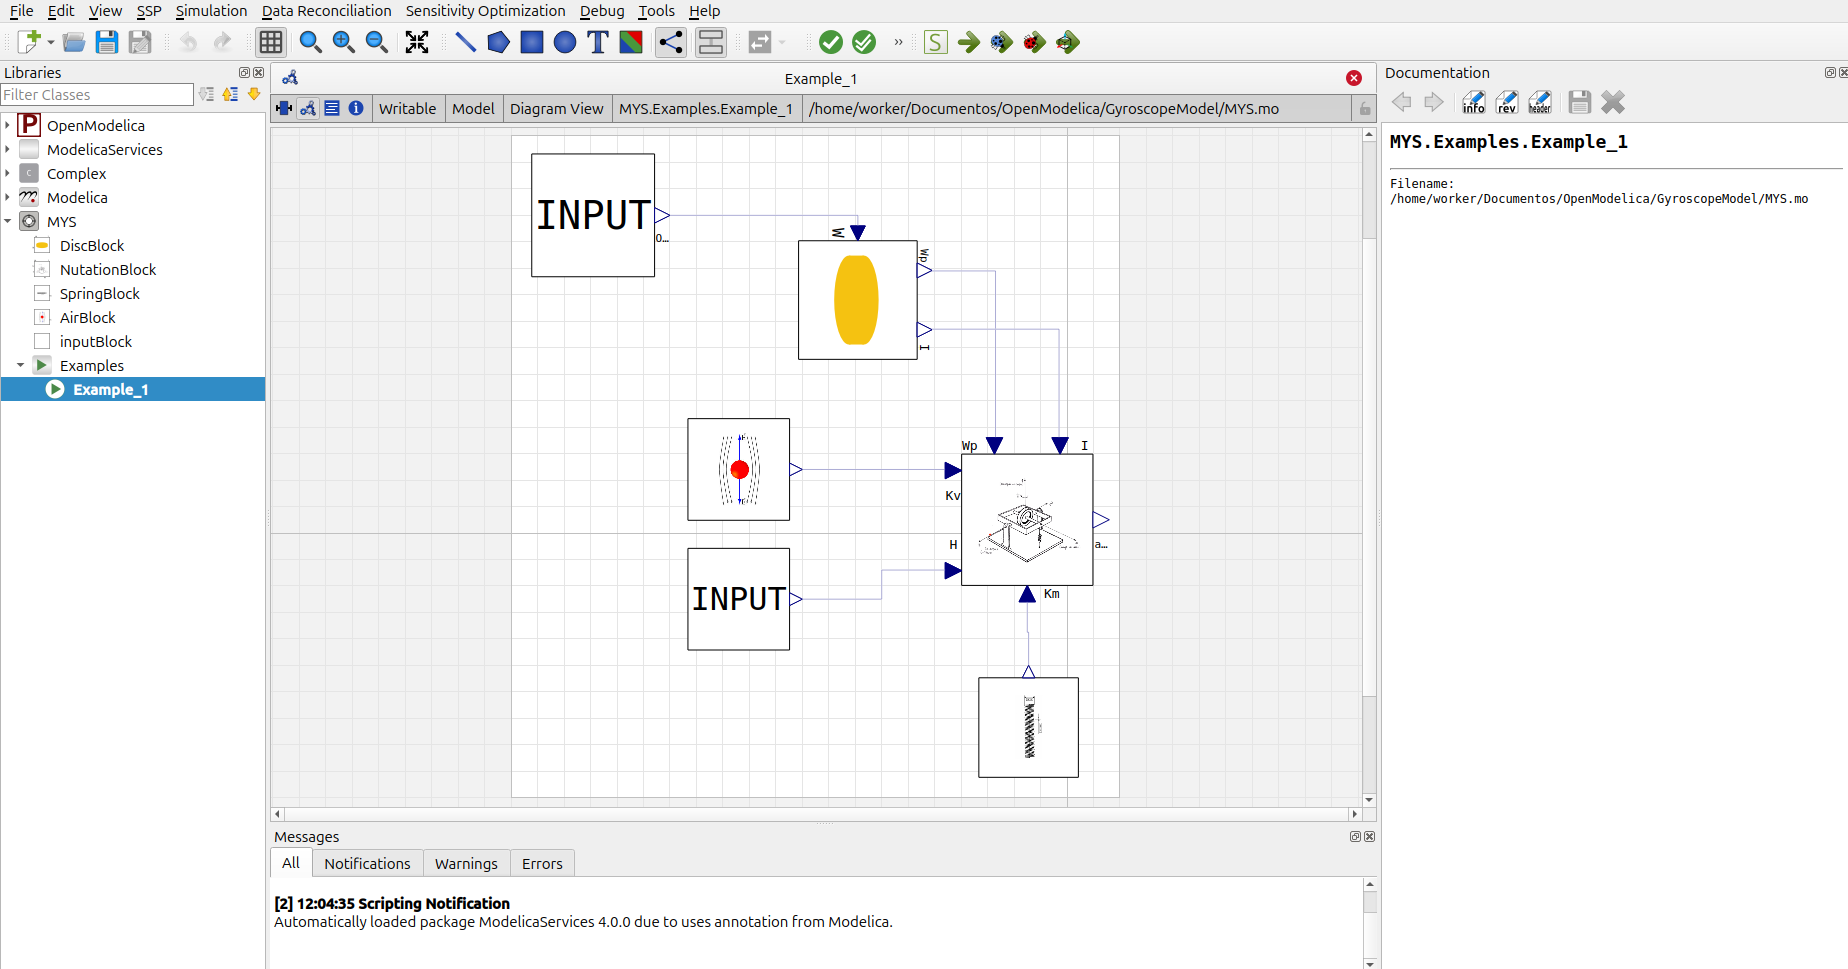 File Edit View SSP Simulation Data Reconciliation Sensitivity Optimization Debug Tools Help
T » S
Libraries
Filter Classes
P OpenModelica
ModelicaServices
C Complex
Modelica
MYS
DiscBlock
NutationBlock
SpringBlock
AirBlock
inputBlock
Examples
Example_1
Example_1
Writable Model Diagram View MYS.Examples.Example_1 /home/worker/Documentos/OpenModelica/GyroscopeModel/MYS.mo
INPUT
O...
W
Wp
I
Wp
I
Kv
H
a...
INPUT
Km
Messages
All Notifications Warnings Errors
[2] 12:04:35 Scripting Notification
Automatically loaded package ModelicaServices 4.0.0 due to uses annotation from Modelica.
Documentation
info rev header
MYS.Examples.Example_1
Filename:
/home/worker/Documentos/OpenModelica/GyroscopeModel/MYS.mo